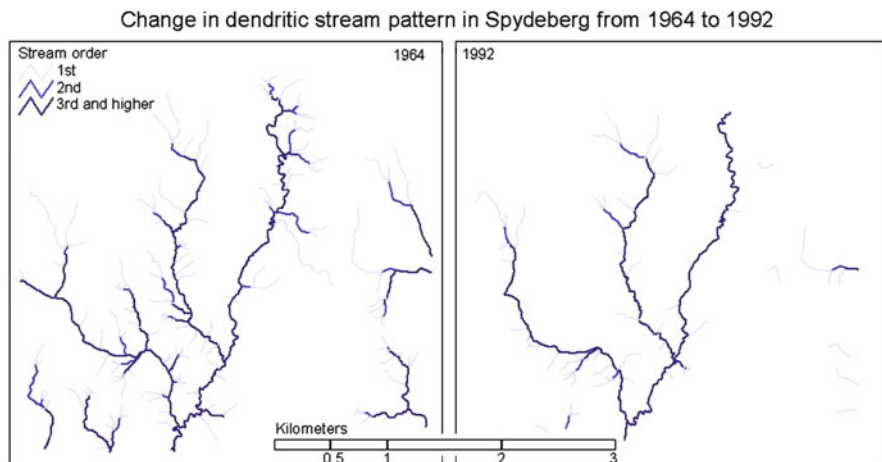 Change in dendritic stream pattern in Spydeberg from 1964 to 1992
Stream order
1st
2nd
3rd and higher
1964
1992
Kilometers
0.5 1 2 3